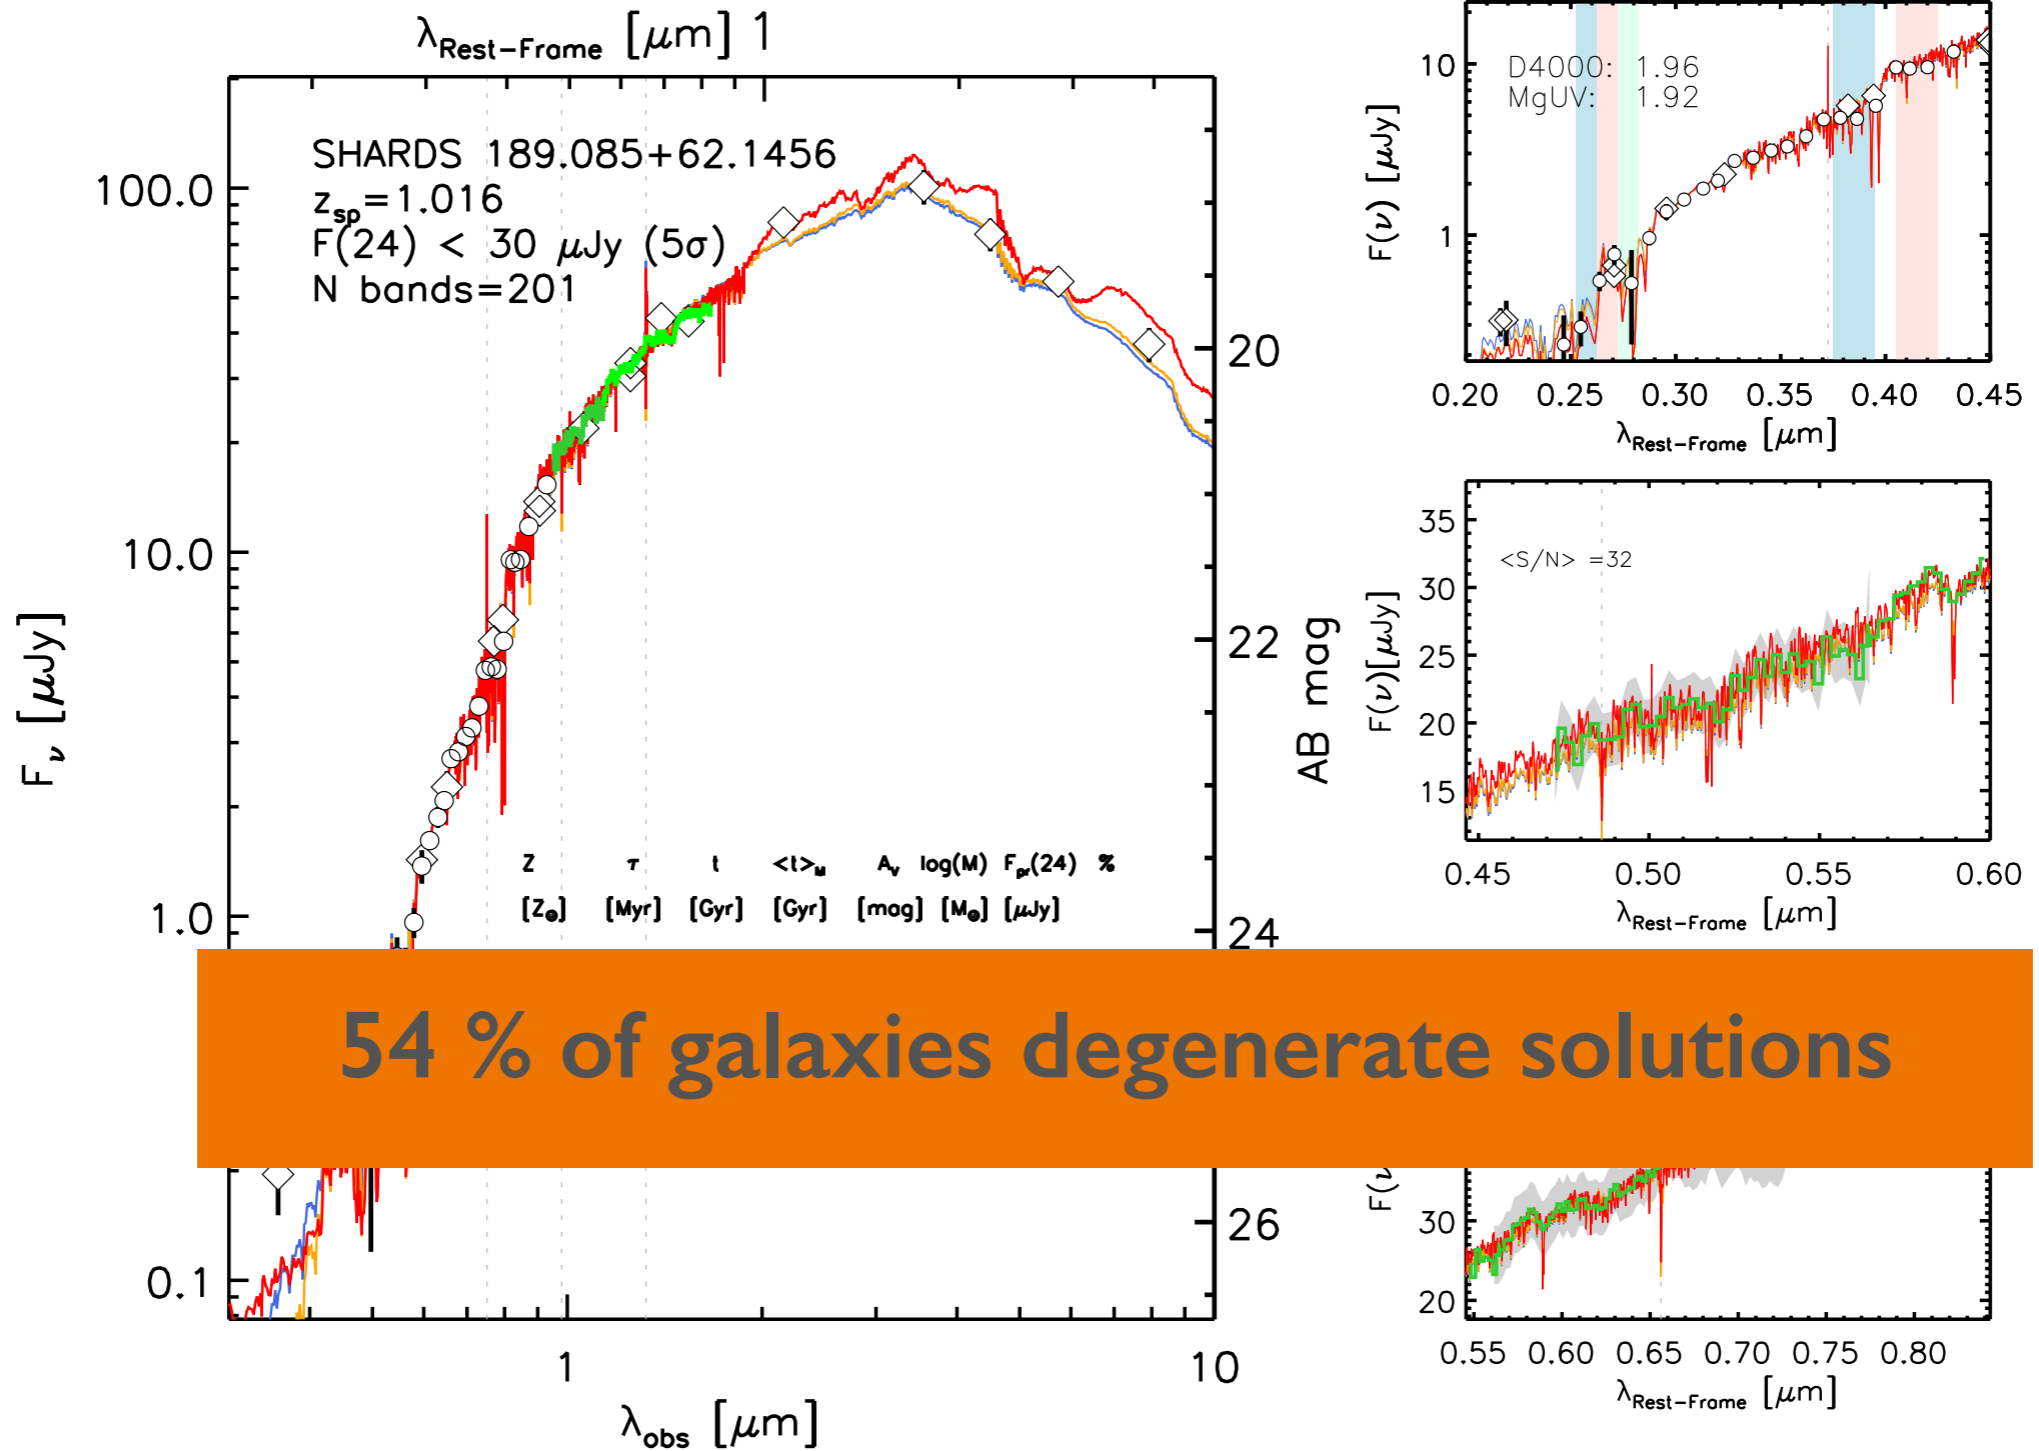 λRest-Frame [μm] 1
SHARDS 189.085+62.1456
zsp=1.016
F(24) < 30 μJy (5σ)
N bands=201
100.0
10.0
1.0
0.1
Fν [μJy]
20
22
24
26
AB mag
Z τ t <t>M AV log(M) Fpr(24) %
[Z⊙] [Myr] [Gyr] [Gyr] [mag] [M⊙] [μJy]
1 10
λobs [μm]
D4000: 1.96
MgUV: 1.92
10
1
F(ν) [μJy]
0.20 0.25 0.30 0.35 0.40 0.45
λRest-Frame [μm]
<S/N> =32
35
30
25
20
15
F(ν)[μJy]
0.45 0.50 0.55 0.60
λRest-Frame [μm]
54 % of galaxies degenerate solutions
30
20
F(ν
0.55 0.60 0.65 0.70 0.75 0.80
λRest-Frame [μm]